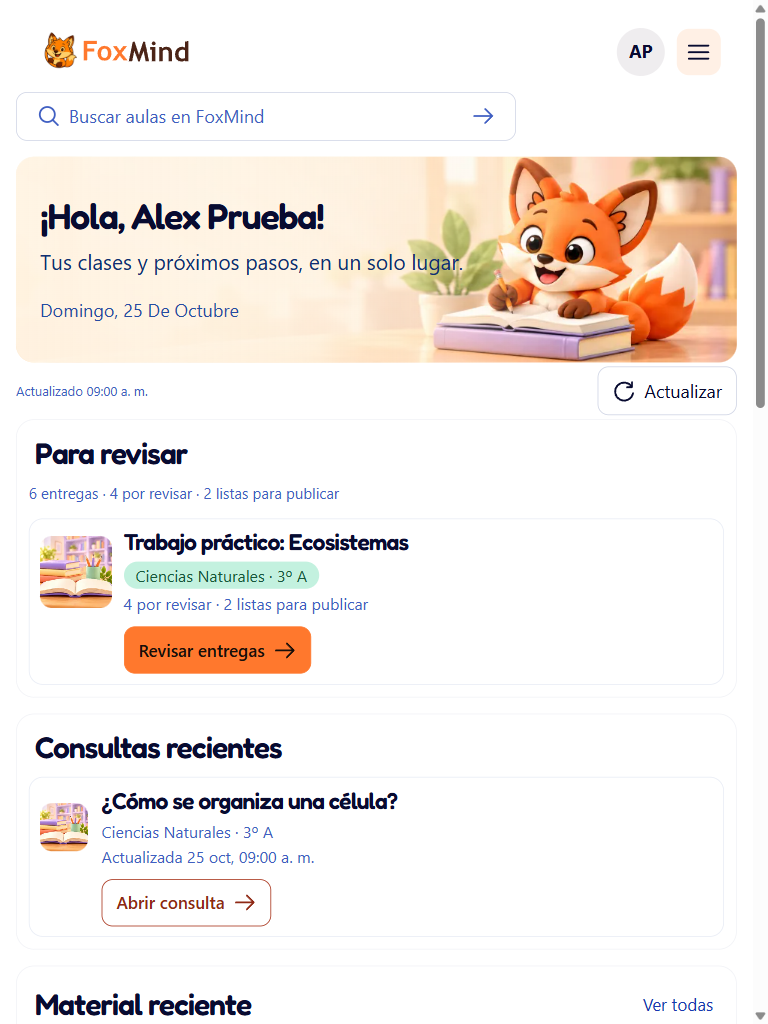 FoxMind
AP
Buscar aulas en FoxMind
¡Hola, Alex Prueba!
Tus clases y próximos pasos, en un solo lugar.
Domingo, 25 De Octubre
Actualizado 09:00 a. m.
Actualizar
Para revisar
6 entregas · 4 por revisar · 2 listas para publicar
Trabajo práctico: Ecosistemas
Ciencias Naturales · 3º A
4 por revisar · 2 listas para publicar
Revisar entregas
Consultas recientes
¿Cómo se organiza una célula?
Ciencias Naturales · 3º A
Actualizada 25 oct, 09:00 a. m.
Abrir consulta
Material reciente
Ver todas